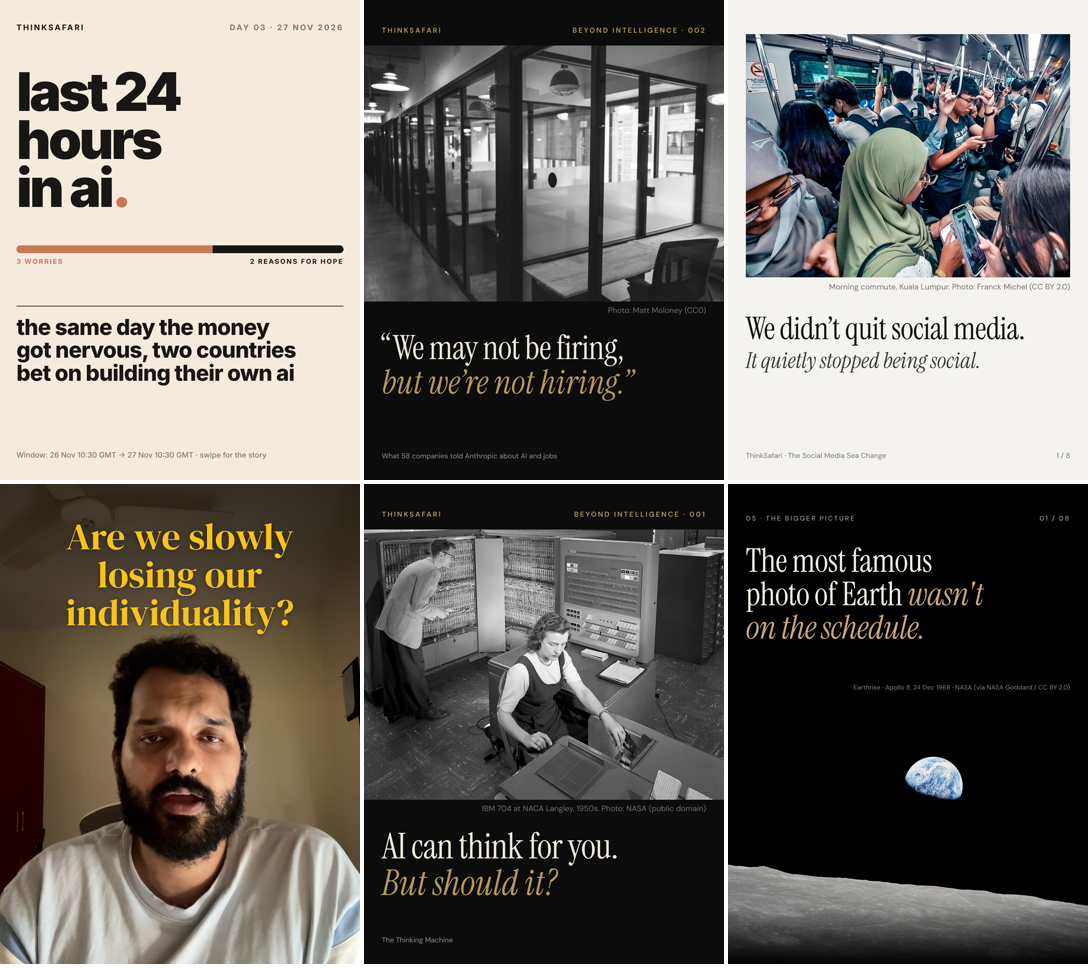 THINKSAFARI
DAY 03 · 27 NOV 2026
last 24
hours
in ai.
3 WORRIES
2 REASONS FOR HOPE
the same day the money
got nervous, two countries
bet on building their own ai
Window: 26 Nov 10:30 GMT → 27 Nov 10:30 GMT · swipe for the story
THINKSAFARI
BEYOND INTELLIGENCE · 002
Photo: Matt Moloney (CC0)
“We may not be firing,
but we’re not hiring.”
What 58 companies told Anthropic about AI and jobs
Morning commute, Kuala Lumpur. Photo: Franck Michel (CC BY 2.0)
We didn’t quit social media.
It quietly stopped being social.
ThinkSafari · The Social Media Sea Change
1 / 8
Are we slowly
losing our
individuality?
THINKSAFARI
BEYOND INTELLIGENCE · 001
IBM 704 at NACA Langley, 1950s. Photo: NASA (public domain)
AI can think for you.
But should it?
The Thinking Machine
05 · THE BIGGER PICTURE
01 / 08
The most famous
photo of Earth wasn't
on the schedule.
Earthrise · Apollo 8, 24 Dec 1968 · NASA (via NASA Goddard / CC BY 2.0)